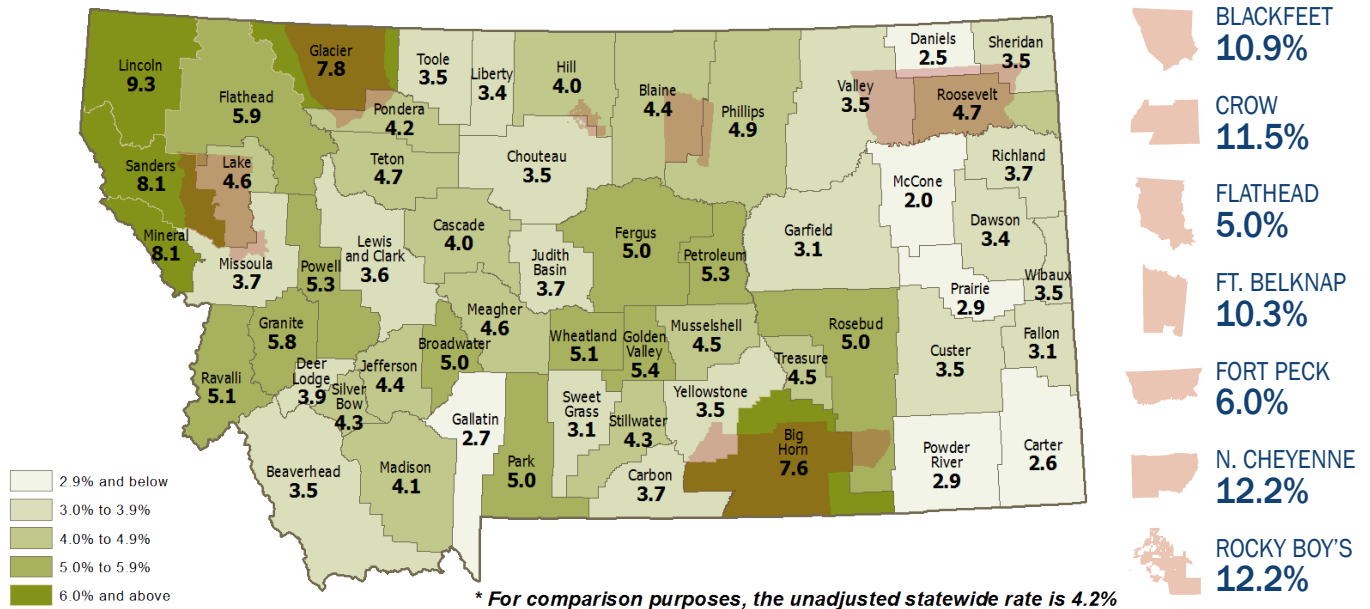 Lincoln
9.3
Flathead
5.9
Glacier
7.8
Toole
3.5
Liberty
3.4
Hill
4.0
Blaine
4.4
Phillips
4.9
Valley
3.5
Daniels
2.5
Sheridan
3.5
Roosevelt
4.7
Pondera
4.2
Teton
4.7
Chouteau
3.5
Sanders
8.1
Lake
4.6
Mineral
8.1
Missoula
3.7
Powell
5.3
Lewis
and Clark
3.6
Cascade
4.0
Judith
Basin
3.7
Fergus
5.0
Petroleum
5.3
Garfield
3.1
McCone
2.0
Richland
3.7
Dawson
3.4
Wibaux
3.5
Prairie
2.9
Granite
5.8
Ravalli
5.1
Deer
Lodge
3.9
Silver
Bow
4.3
Jefferson
4.4
Broadwater
5.0
Meagher
4.6
Wheatland
5.1
Golden
Valley
5.4
Musselshell
4.5
Treasure
4.5
Rosebud
5.0
Custer
3.5
Fallon
3.1
Beaverhead
3.5
Madison
4.1
Gallatin
2.7
Park
5.0
Sweet
Grass
3.1
Stillwater
4.3
Yellowstone
3.5
Carbon
3.7
Big
Horn
7.6
Powder
River
2.9
Carter
2.6
2.9% and below
3.0% to 3.9%
4.0% to 4.9%
5.0% to 5.9%
6.0% and above
* For comparison purposes, the unadjusted statewide rate is 4.2%
BLACKFEET
10.9%
CROW
11.5%
FLATHEAD
5.0%
FT. BELKNAP
10.3%
FORT PECK
6.0%
N. CHEYENNE
12.2%
ROCKY BOY'S
12.2%